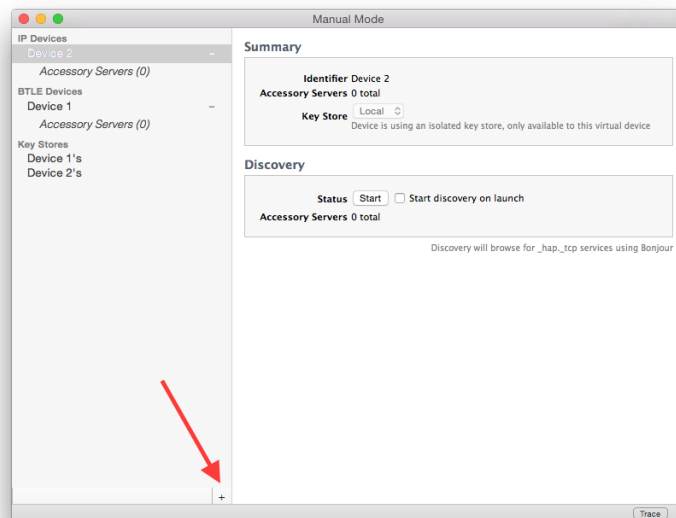 Manual Mode
IP Devices
Device 2 –
Accessory Servers (0)
BTLE Devices
Device 1 –
Accessory Servers (0)
Key Stores
Device 1's
Device 2's
+
Summary
Identifier Device 2
Accessory Servers 0 total
Key Store Local
Device is using an isolated key store, only available to this virtual device
Discovery
Status Start Start discovery on launch
Accessory Servers 0 total
Discovery will browse for _hap._tcp services using Bonjour
Trace